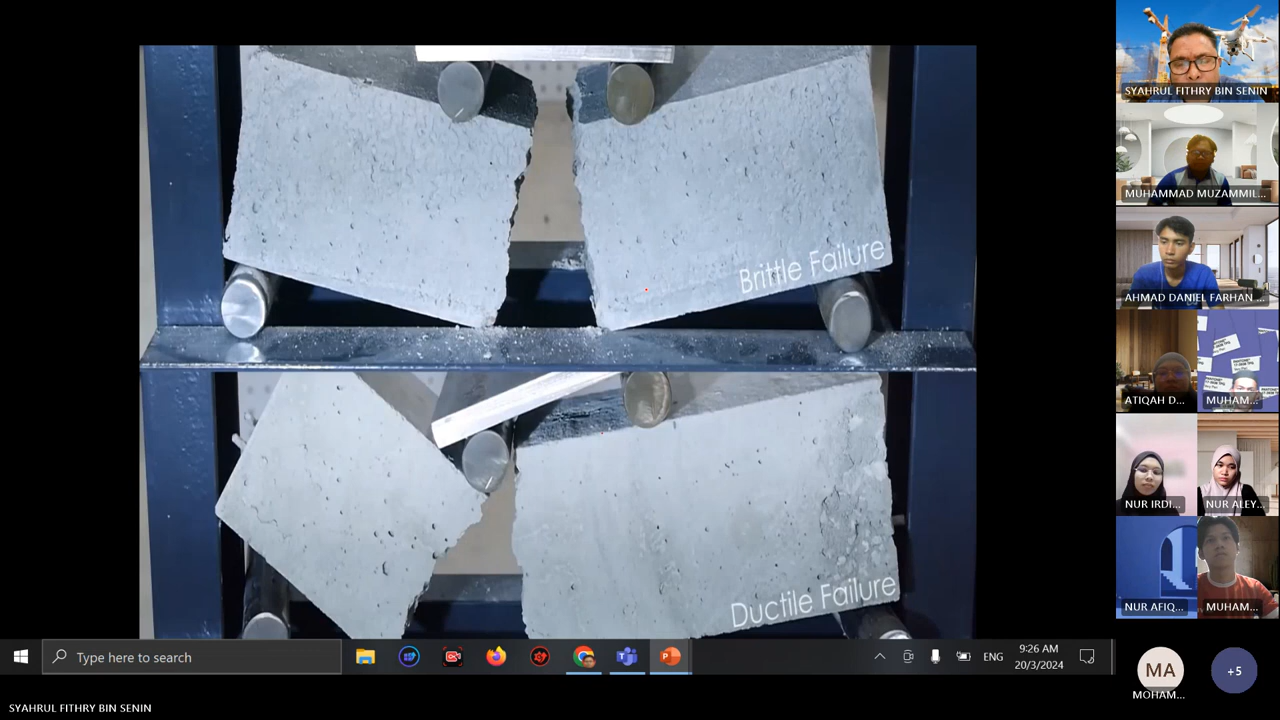 Brittle Failure
Ductile Failure
SYAHRUL FITHRY BIN SENIN
MUHAMMAD MUZAMMIL...
AHMAD DANIEL FARHAN ...
ATIQAH D...
MUHAM...
NUR IRDI...
NUR ALEY...
NUR AFIQ...
MUHAM...
MA
MOHAM...
+5
Type here to search
ENG
9:26 AM
20/3/2024
SYAHRUL FITHRY BIN SENIN